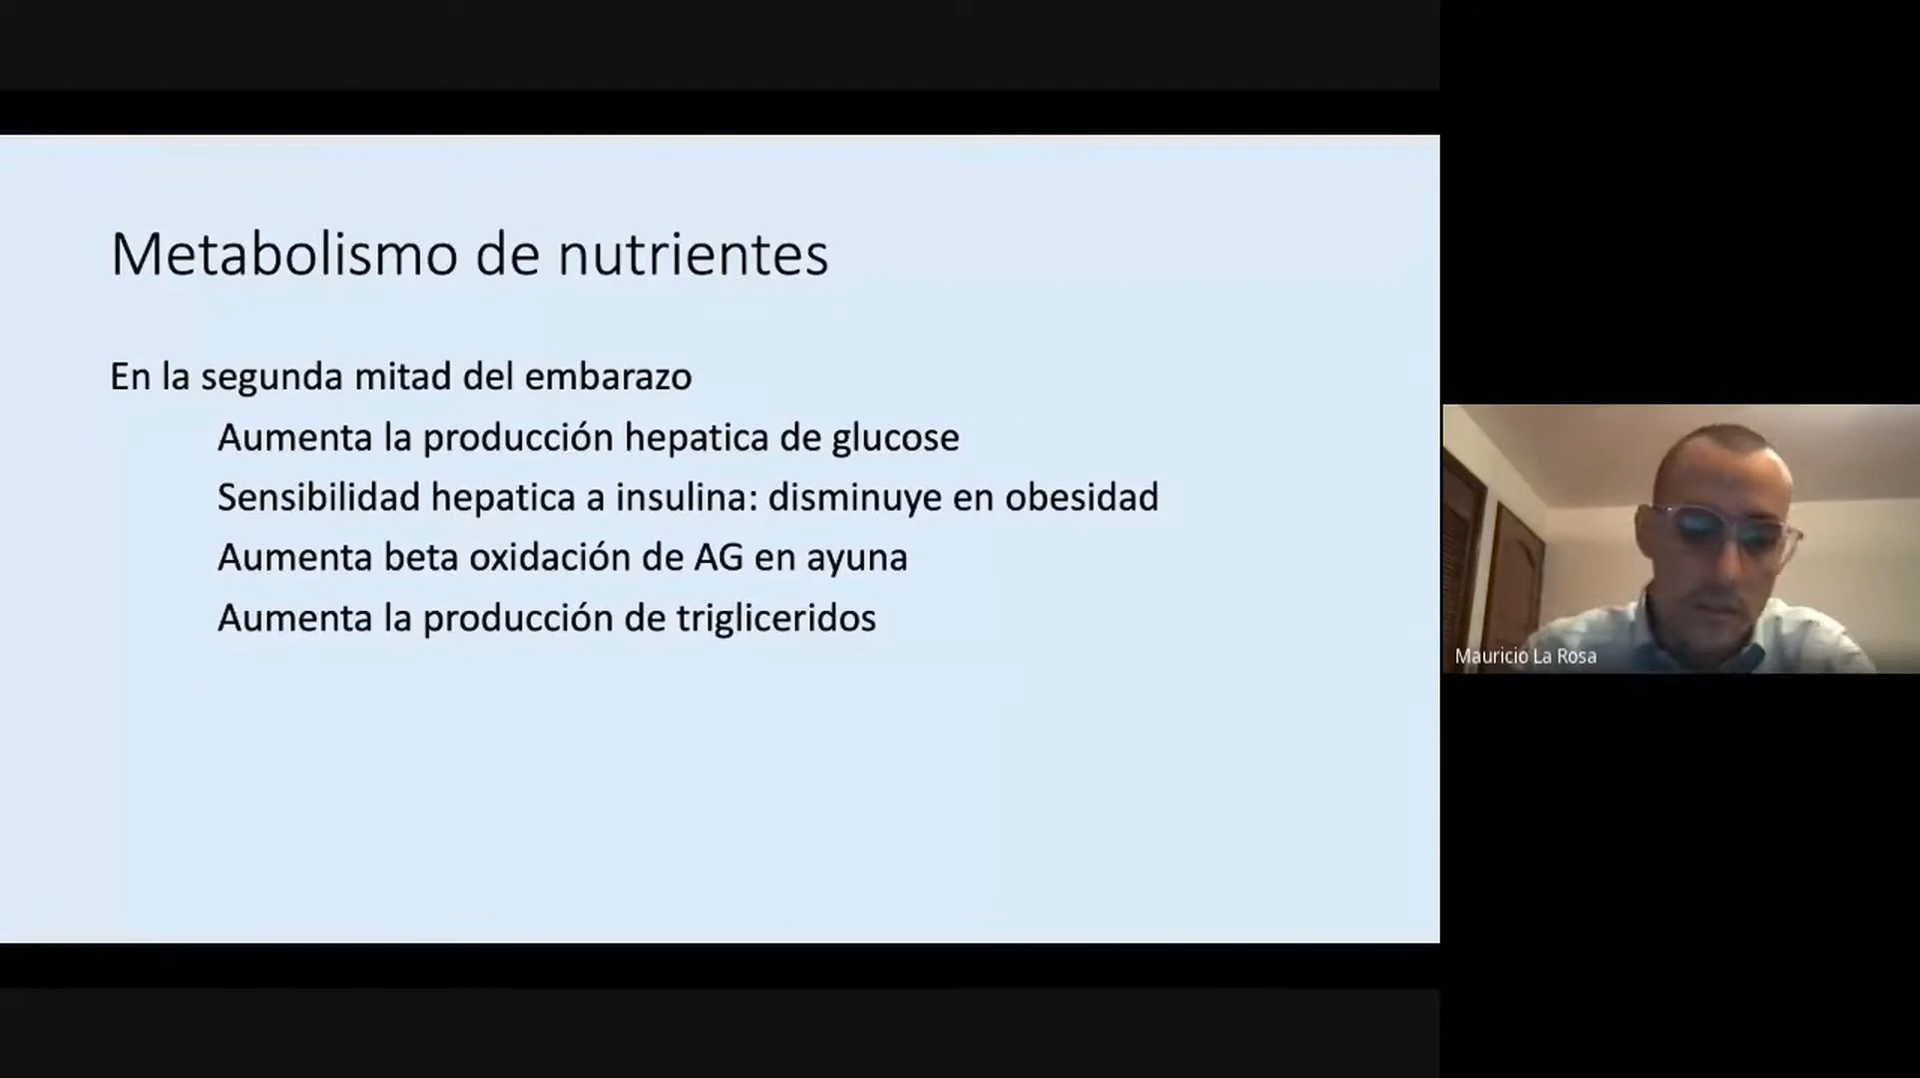 Metabolismo de nutrientes
En la segunda mitad del embarazo
Aumenta la producción hepatica de glucose
Sensibilidad hepatica a insulina: disminuye en obesidad
Aumenta beta oxidación de AG en ayuna
Aumenta la producción de trigliceridos
Mauricio La Rosa